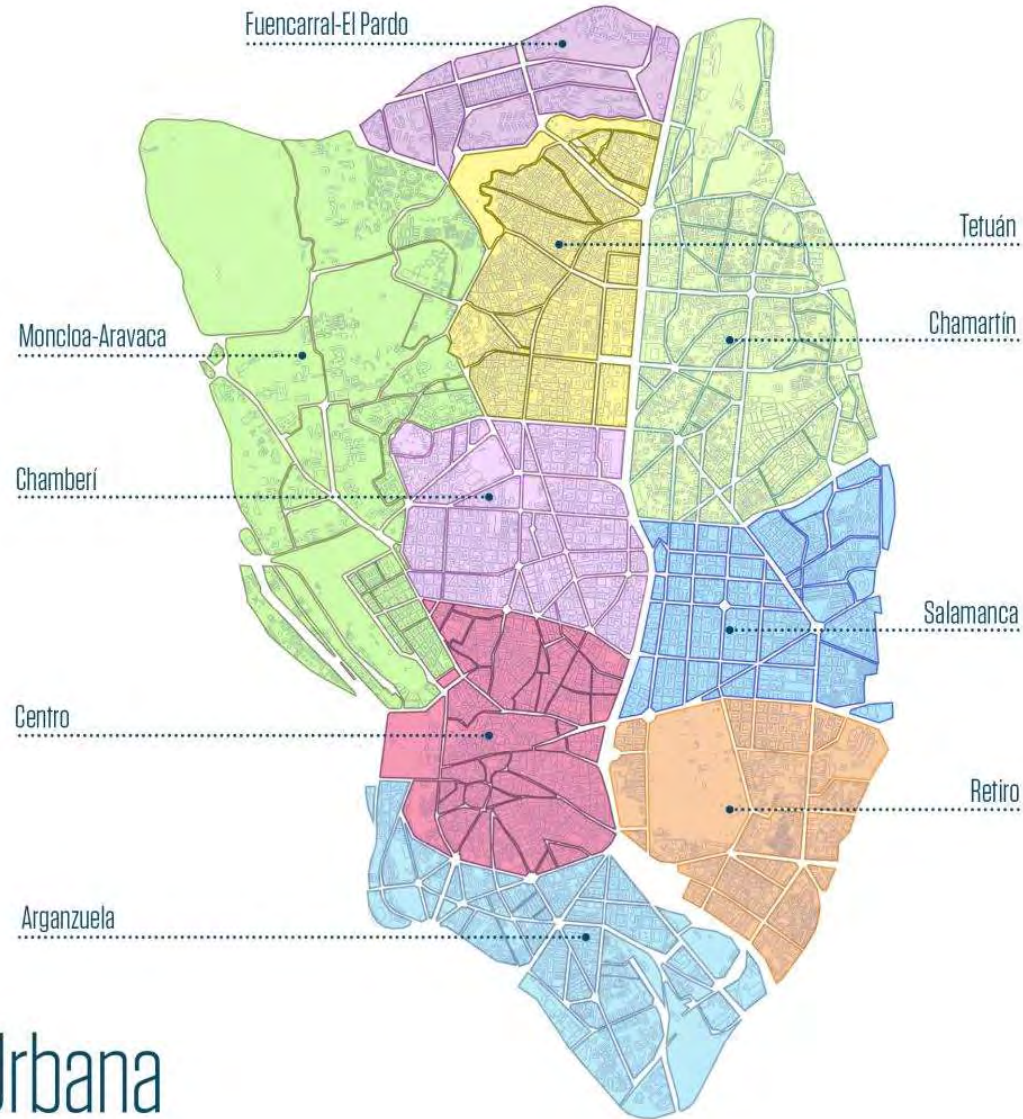 Fuencarral-El Pardo
Tetuán
Chamartín
Moncloa-Aravaca
Chamberí
Salamanca
Centro
Retiro
Arganzuela
Urbana